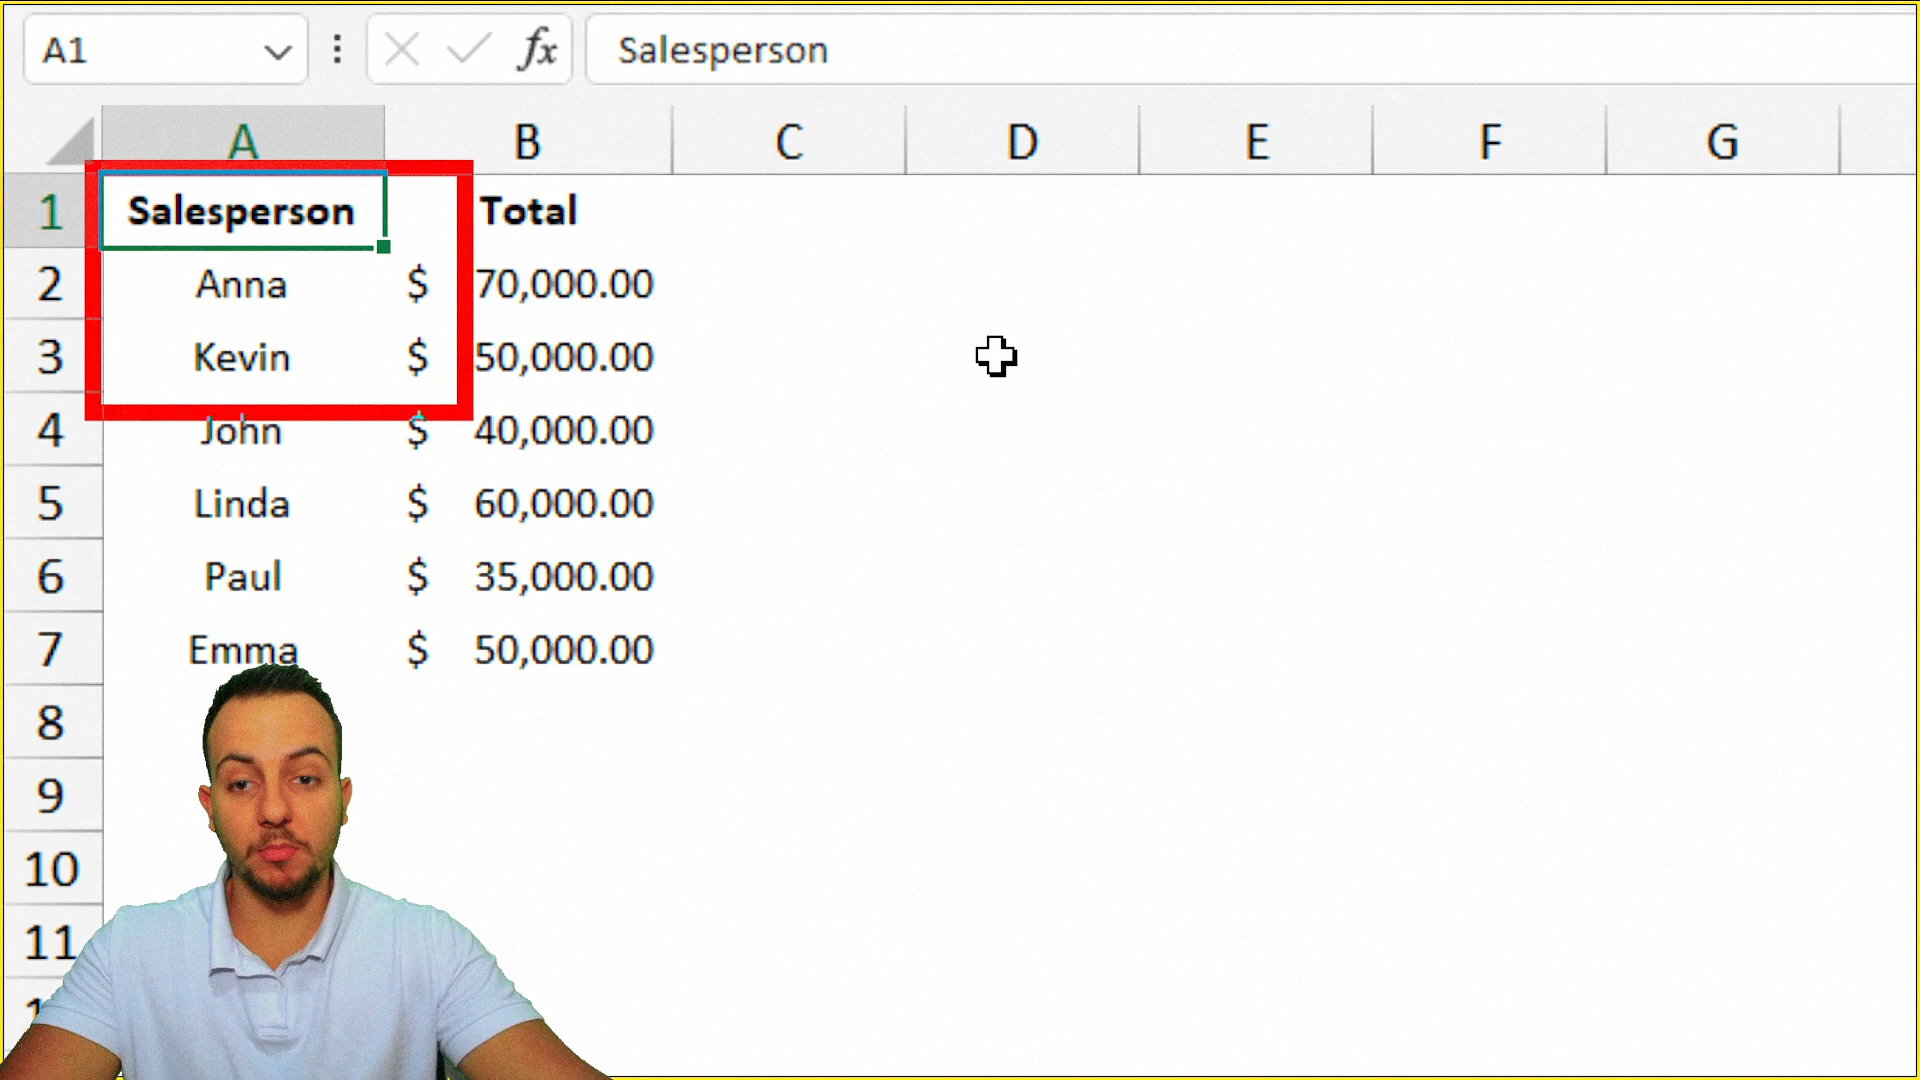 A1 fx Salesperson
A B C D E F G
1 Salesperson Total
2 Anna $ 70,000.00
3 Kevin $ 50,000.00
4 John $ 40,000.00
5 Linda $ 60,000.00
6 Paul $ 35,000.00
7 Emma $ 50,000.00
8
9
10
11